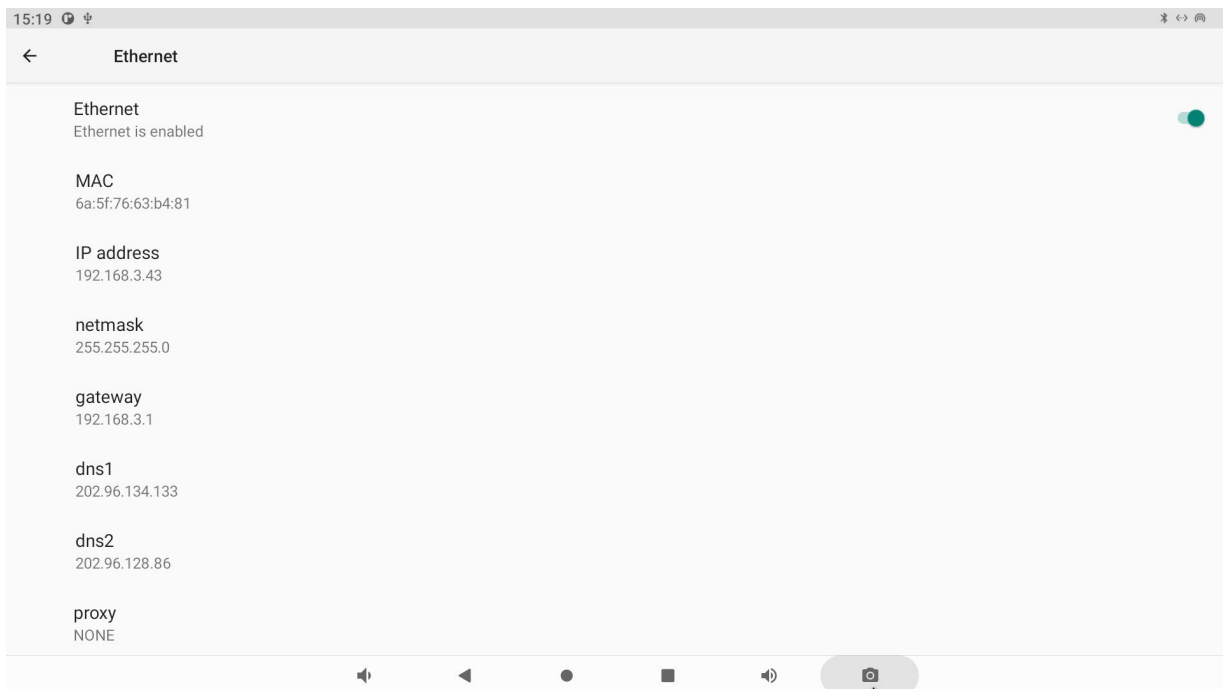 15:19
Ethernet
Ethernet
Ethernet is enabled
MAC
6a:5f:76:63:b4:81
IP address
192.168.3.43
netmask
255.255.255.0
gateway
192.168.3.1
dns1
202.96.134.133
dns2
202.96.128.86
proxy
NONE